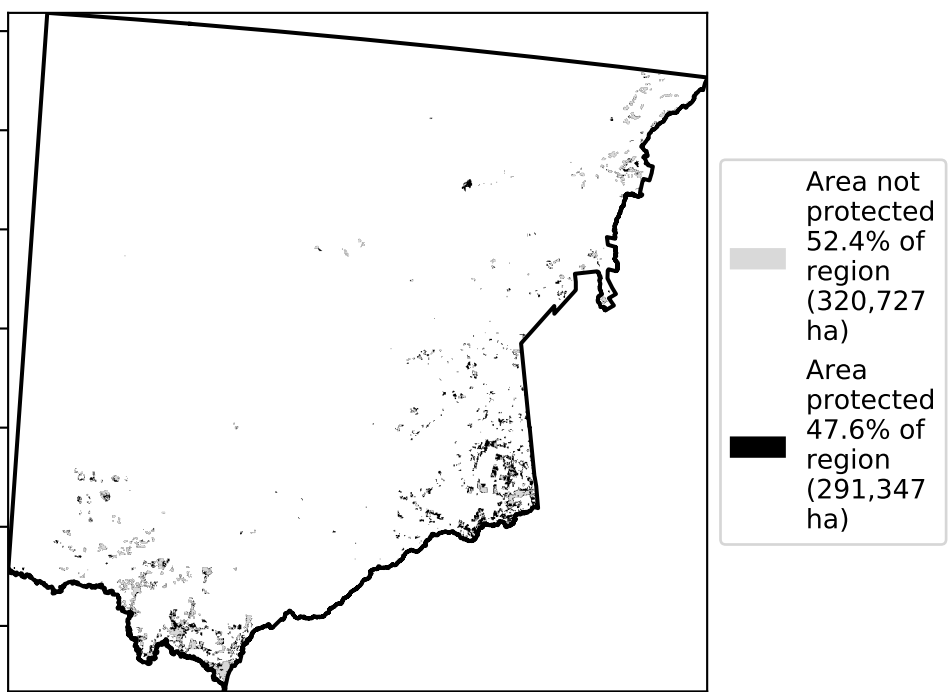 Area not
protected
52.4% of
region
(320,727
ha)
Area
protected
47.6% of
region
(291,347
ha)